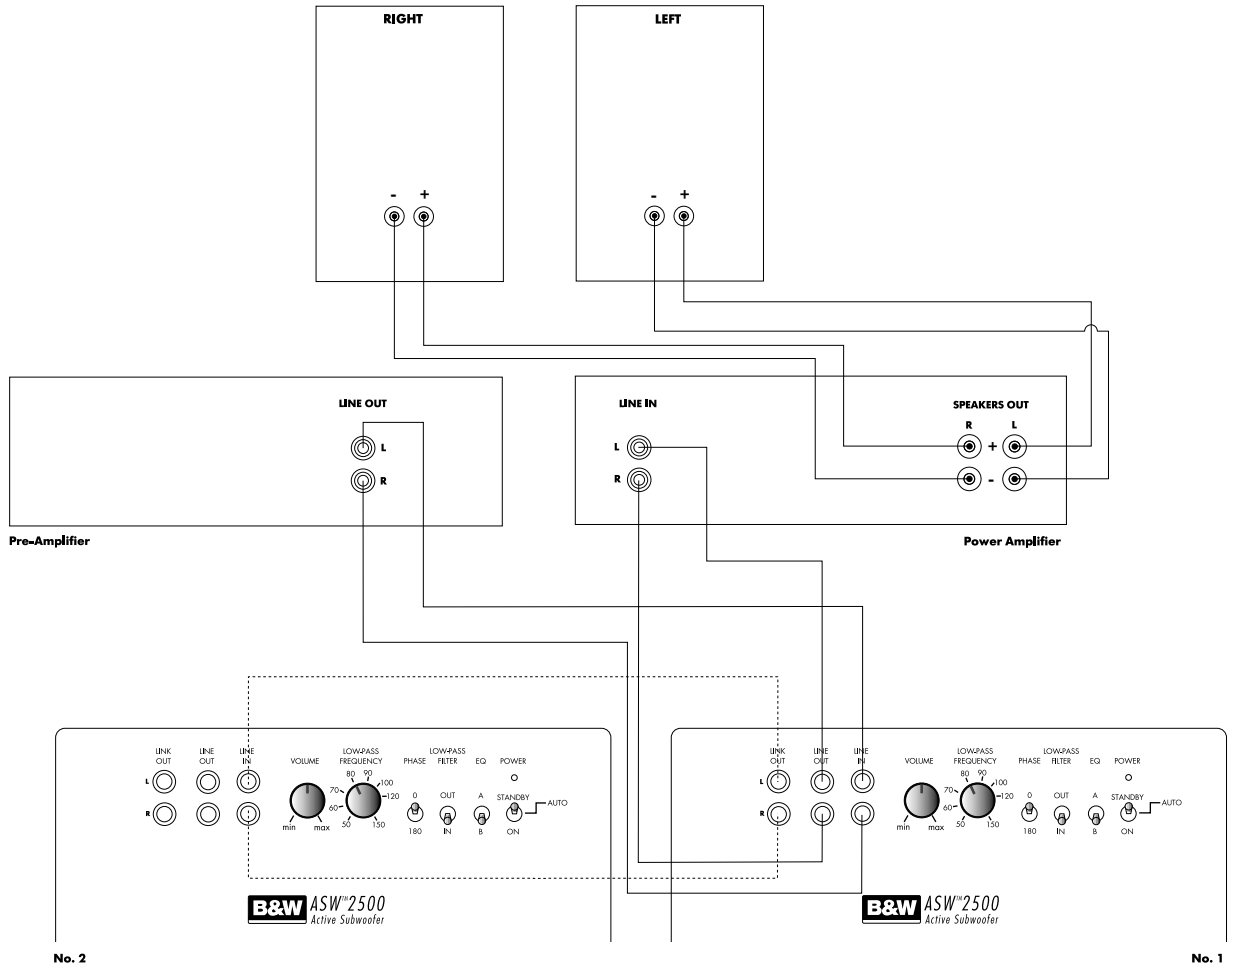 RIGHT
LEFT
- +
- +
LINE OUT
L
R
Pre-Amplifier
LINE IN
L
R
SPEAKERS OUT
R L
+
-
Power Amplifier
LINK OUT
LINE OUT
LINE IN
L
R
VOLUME
min max
LOW-PASS FREQUENCY
50 60 70 80 90 100 120 150
PHASE
0
180
LOW-PASS FILTER
OUT
IN
EQ
A
B
POWER
STANDBY
AUTO
ON
B&W ASW™2500
Active Subwoofer
No. 2
LINK OUT
LINE OUT
LINE IN
L
R
VOLUME
min max
LOW-PASS FREQUENCY
50 60 70 80 90 100 120 150
PHASE
0
180
LOW-PASS FILTER
OUT
IN
EQ
A
B
POWER
STANDBY
AUTO
ON
B&W ASW™2500
Active Subwoofer
No. 1